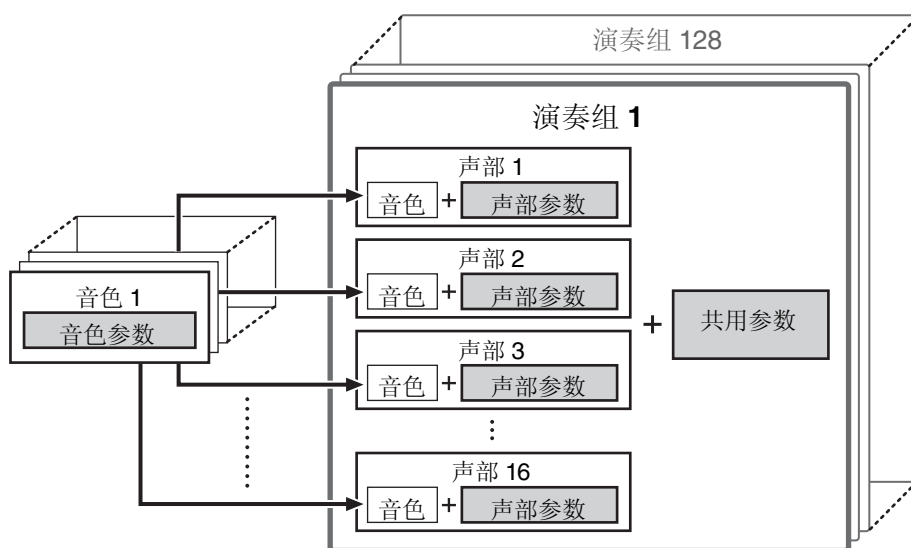 演奏组 128
演奏组 1
声部 1
音色 + 声部参数
声部 2
音色 + 声部参数
音色 1
音色参数
+ 共用参数
声部 3
音色 + 声部参数
声部 16
音色 + 声部参数